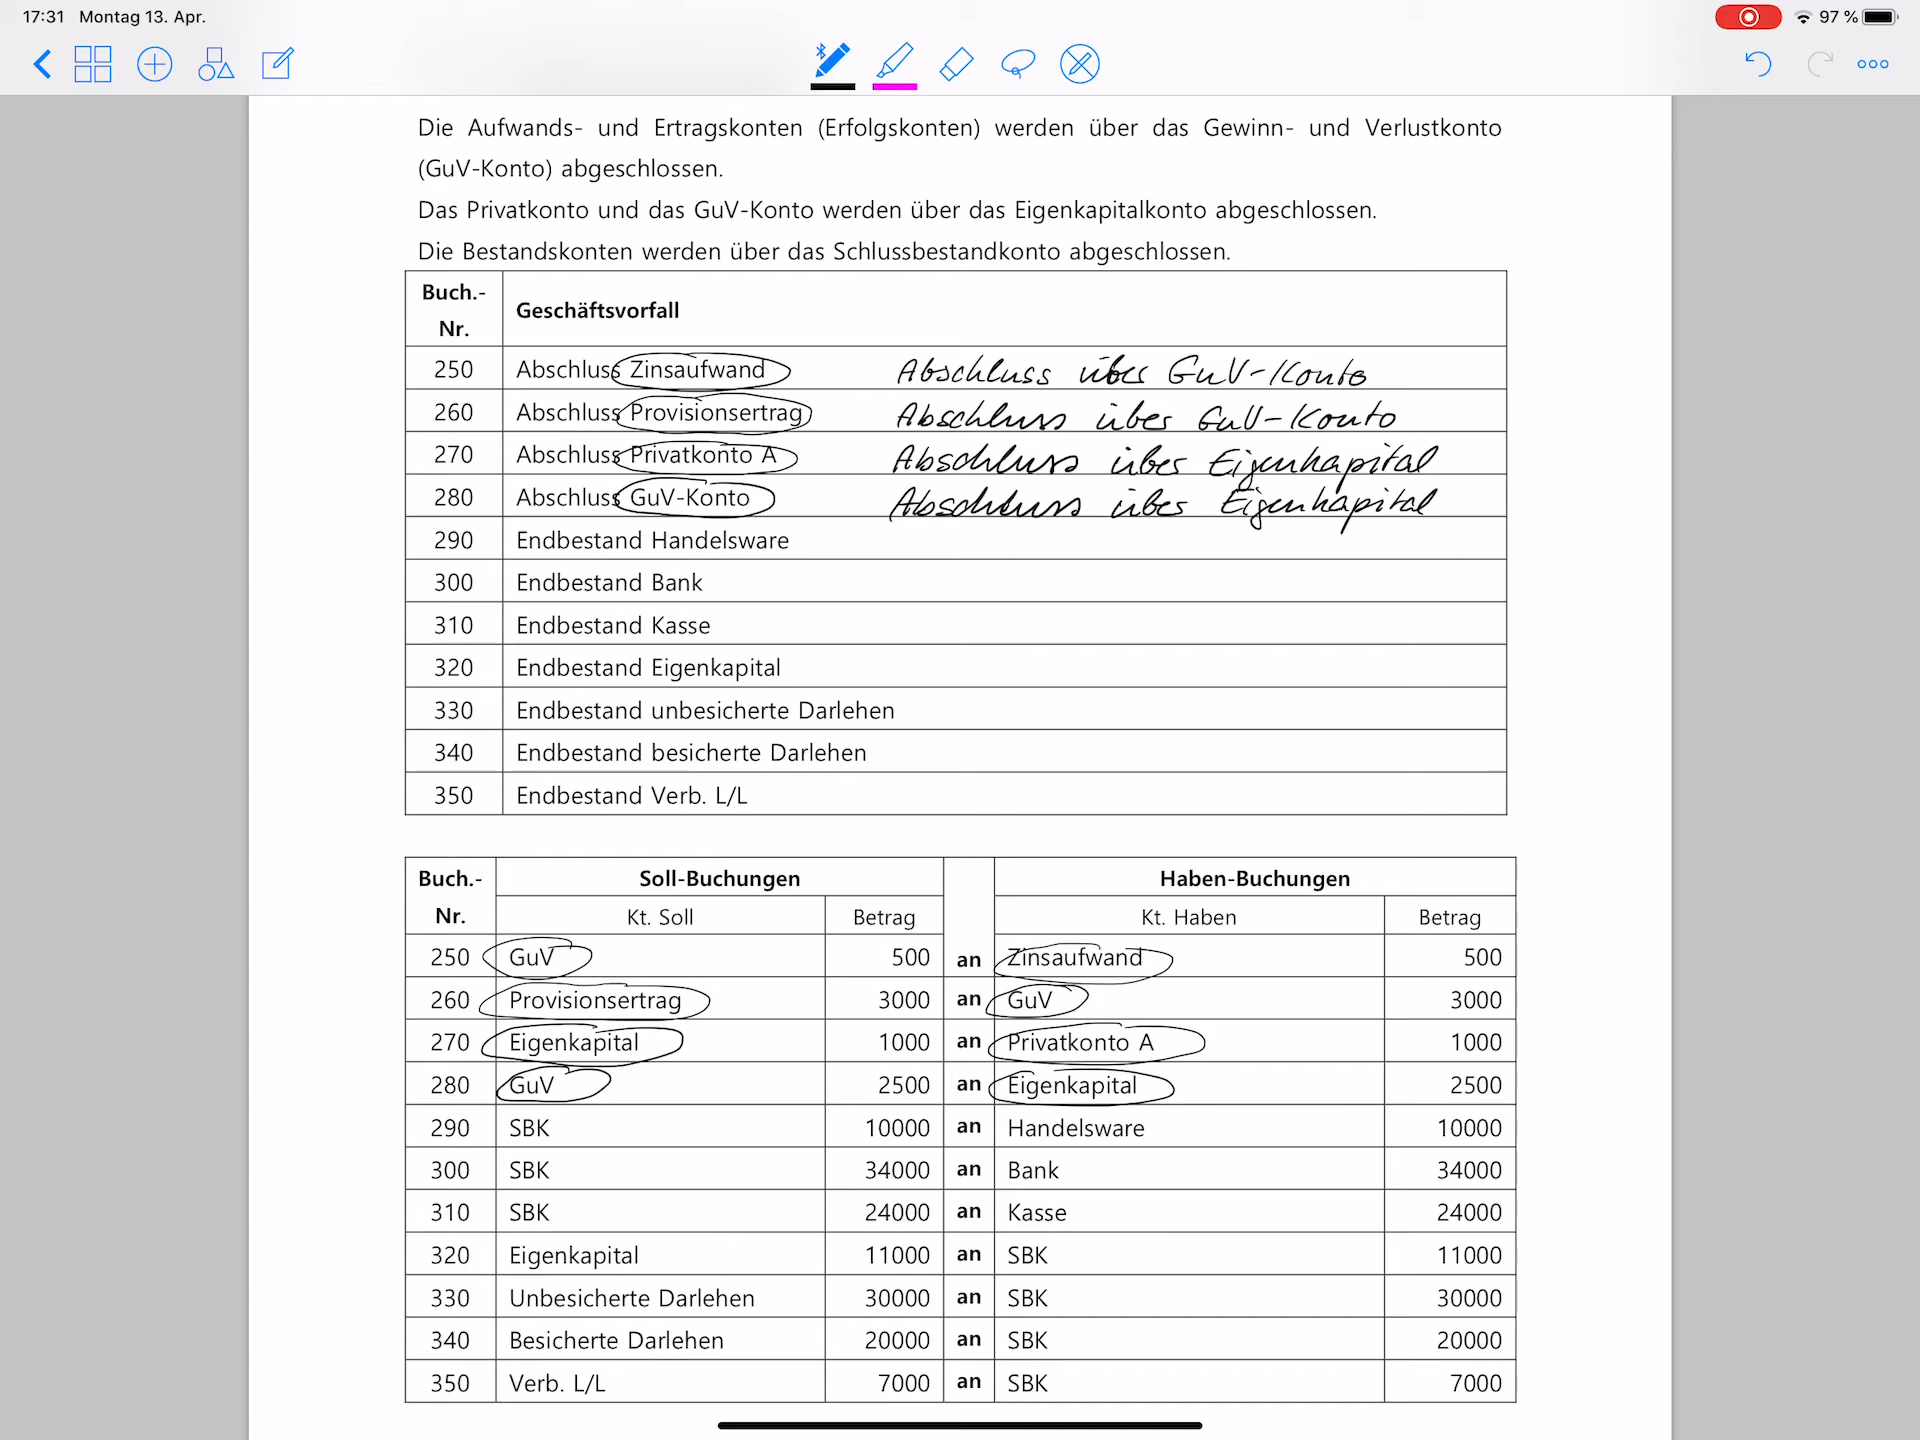 17:31 Montag 13. Apr. 97 %
Die Aufwands- und Ertragskonten (Erfolgskonten) werden über das Gewinn- und Verlustkonto
(GuV-Konto) abgeschlossen.
Das Privatkonto und das GuV-Konto werden über das Eigenkapitalkonto abgeschlossen.
Die Bestandskonten werden über das Schlussbestandkonto abgeschlossen.
Buch.-
Nr.
Geschäftsvorfall
250 Abschluss Zinsaufwand Abschluss über GuV-Konto
260 Abschluss Provisionsertrag Abschluss über GuV-Konto
270 Abschluss Privatkonto A Abschluss über Eigenkapital
280 Abschluss GuV-Konto Abschluss über Eigenkapital
290 Endbestand Handelsware
300 Endbestand Bank
310 Endbestand Kasse
320 Endbestand Eigenkapital
330 Endbestand unbesicherte Darlehen
340 Endbestand besicherte Darlehen
350 Endbestand Verb. L/L
Buch.- Soll-Buchungen Haben-Buchungen
Nr. Kt. Soll Betrag Kt. Haben Betrag
250 GuV 500 an Zinsaufwand 500
260 Provisionsertrag 3000 an GuV 3000
270 Eigenkapital 1000 an Privatkonto A 1000
280 GuV 2500 an Eigenkapital 2500
290 SBK 10000 an Handelsware 10000
300 SBK 34000 an Bank 34000
310 SBK 24000 an Kasse 24000
320 Eigenkapital 11000 an SBK 11000
330 Unbesicherte Darlehen 30000 an SBK 30000
340 Besicherte Darlehen 20000 an SBK 20000
350 Verb. L/L 7000 an SBK 7000